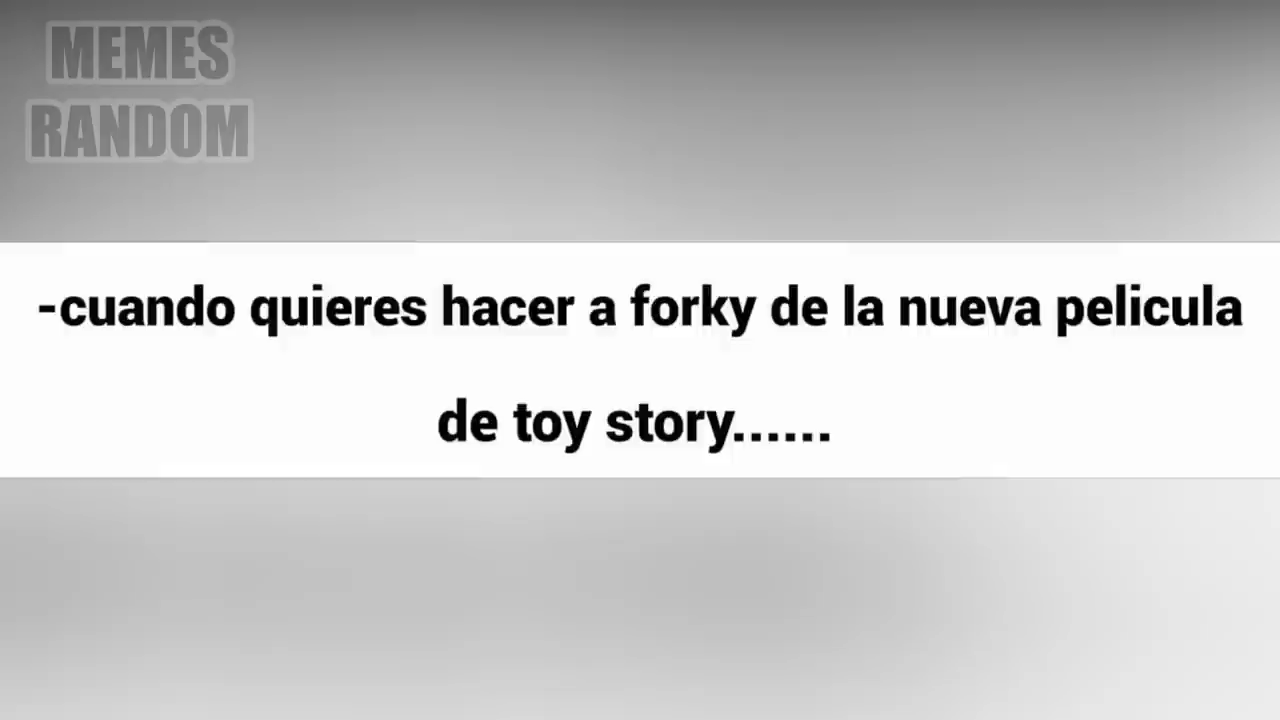 MEMES
RANDOM
-cuando quieres hacer a forky de la nueva pelicula
de toy story......